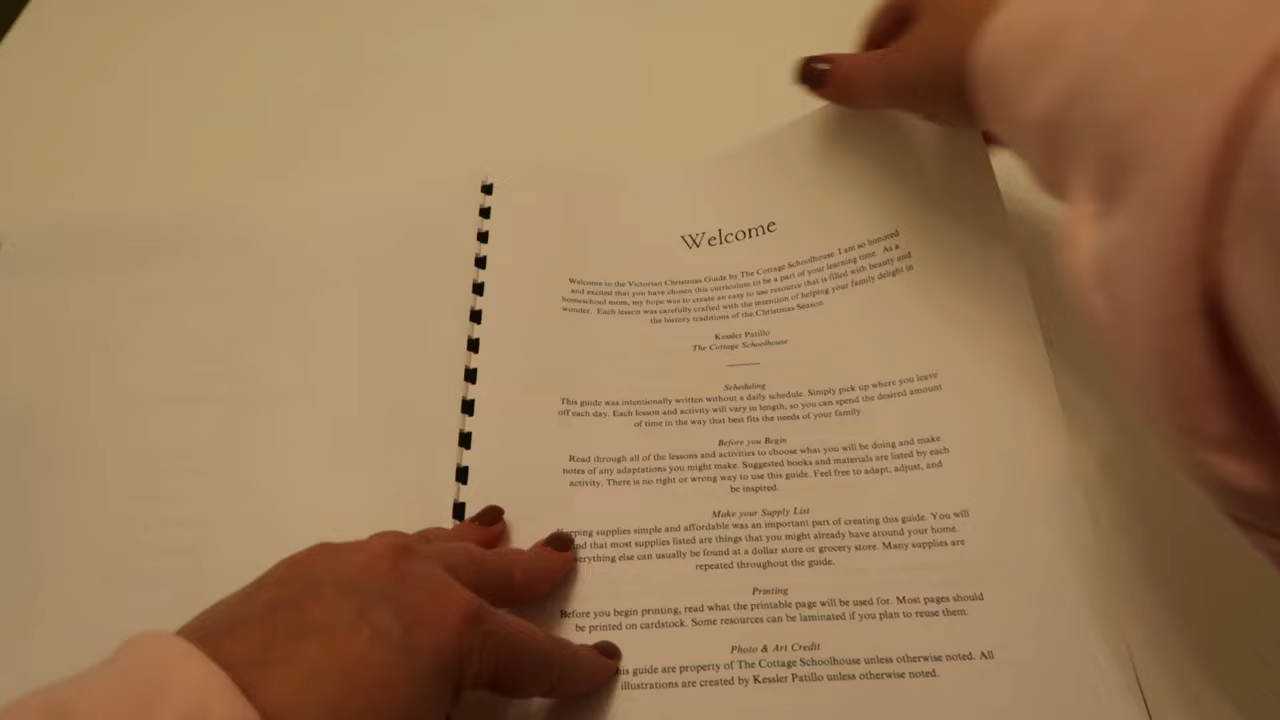 Welcome
Welcome to the Victorian Christmas Guide by The Cottage Schoolhouse. I am so honored
and excited that you have chosen this curriculum to be a part of your learning time. As a
homeschool mom, my hope was to create an easy to use resource that is filled with beauty and
wonder. Each lesson was carefully crafted with the intention of helping your family delight in
the history traditions of the Christmas Season
Kessler Patillo
The Cottage Schoolhouse
Scheduling
This guide was intentionally written without a daily schedule. Simply pick up where you leave
off each day. Each lesson and activity will vary in length, so you can spend the desired amount
of time in the way that best fits the needs of your family.
Before you Begin
Read through all of the lessons and activities to choose what you will be doing and make
notes of any adaptations you might make. Suggested books and materials are listed by each
activity. There is no right or wrong way to use this guide. Feel free to adapt, adjust, and
be inspired.
Make your Supply List
Keeping supplies simple and affordable was an important part of creating this guide. You will
nd that most supplies listed are things that you might already have around your home.
verything else can usually be found at a dollar store or grocery store. Many supplies are
repeated throughout the guide.
Printing
Before you begin printing, read what the printable page will be used for. Most pages should
be printed on cardstock. Some resources can be laminated if you plan to reuse them.
Photo & Art Credit
his guide are property of The Cottage Schoolhouse unless otherwise noted. All
illustrations are created by Kessler Patillo unless otherwise noted.